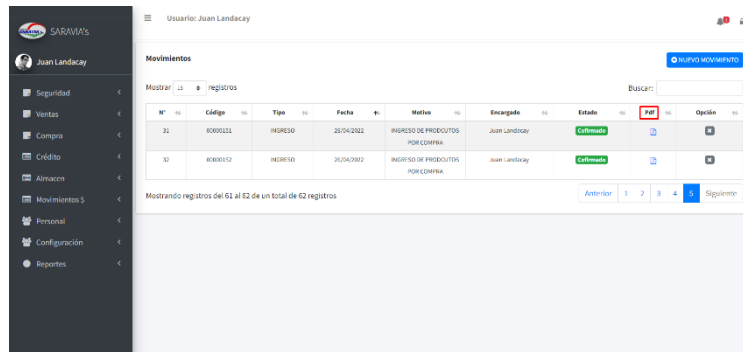 Usuario: Juan Landacay
SARAVIA's
Juan Landacay
Seguridad
Ventas
Compra
Crédito
Almacen
Movimientos $
Personal
Configuración
Reportes
Movimientos
NUEVO MOVIMIENTO
Mostrar 15 registros
Buscar:
N° Código Tipo Fecha Motivo Encargado Estado Pdf Opción
31 00000151 INGRESO 26/04/2022 INGRESO DE PRODCUTOS POR COMPRA Juan Landacay Cofirmado
32 00000152 INGRESO 26/04/2022 INGRESO DE PRODCUTOS POR COMPRA Juan Landacay Cofirmado
Mostrando registros del 61 al 62 de un total de 62 registros
Anterior 1 2 3 4 5 Siguiente